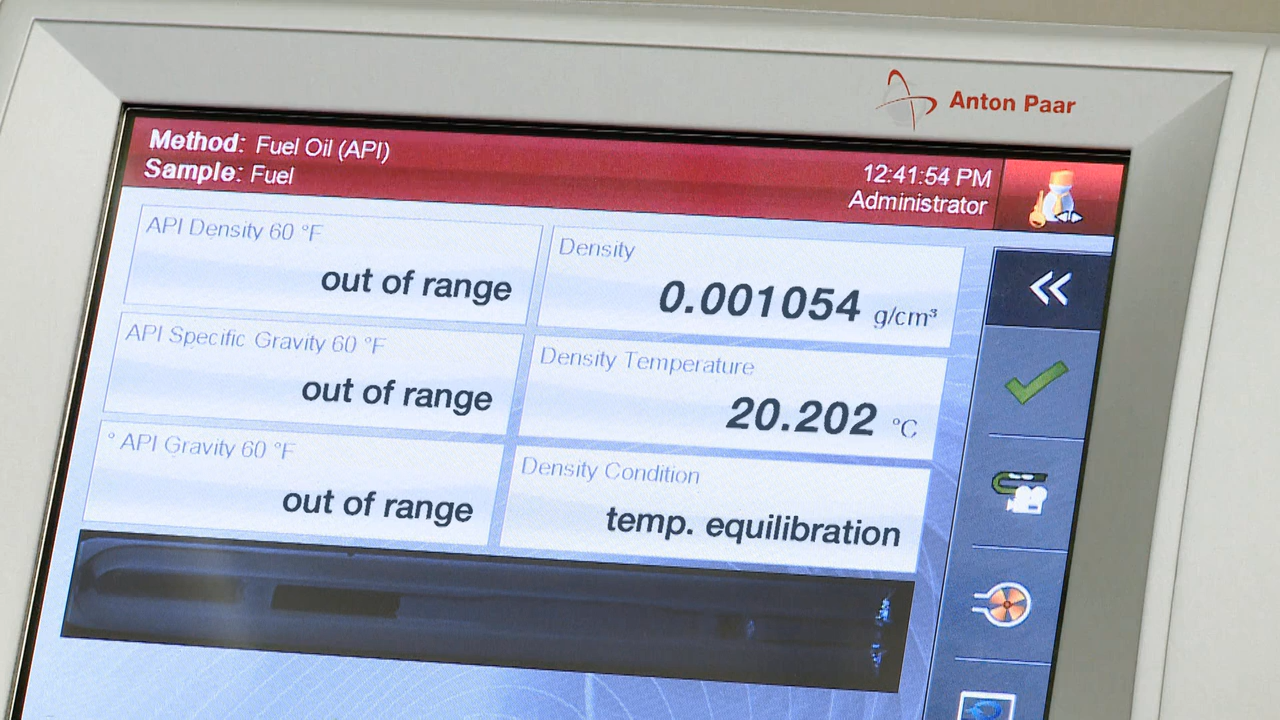 Anton Paar
Method: Fuel Oil (API)
Sample: Fuel
12:41:54 PM
Administrator
API Density 60 °F
out of range
Density
0.001054 g/cm³
API Specific Gravity 60 °F
out of range
Density Temperature
20.202 °C
° API Gravity 60 °F
out of range
Density Condition
temp. equilibration